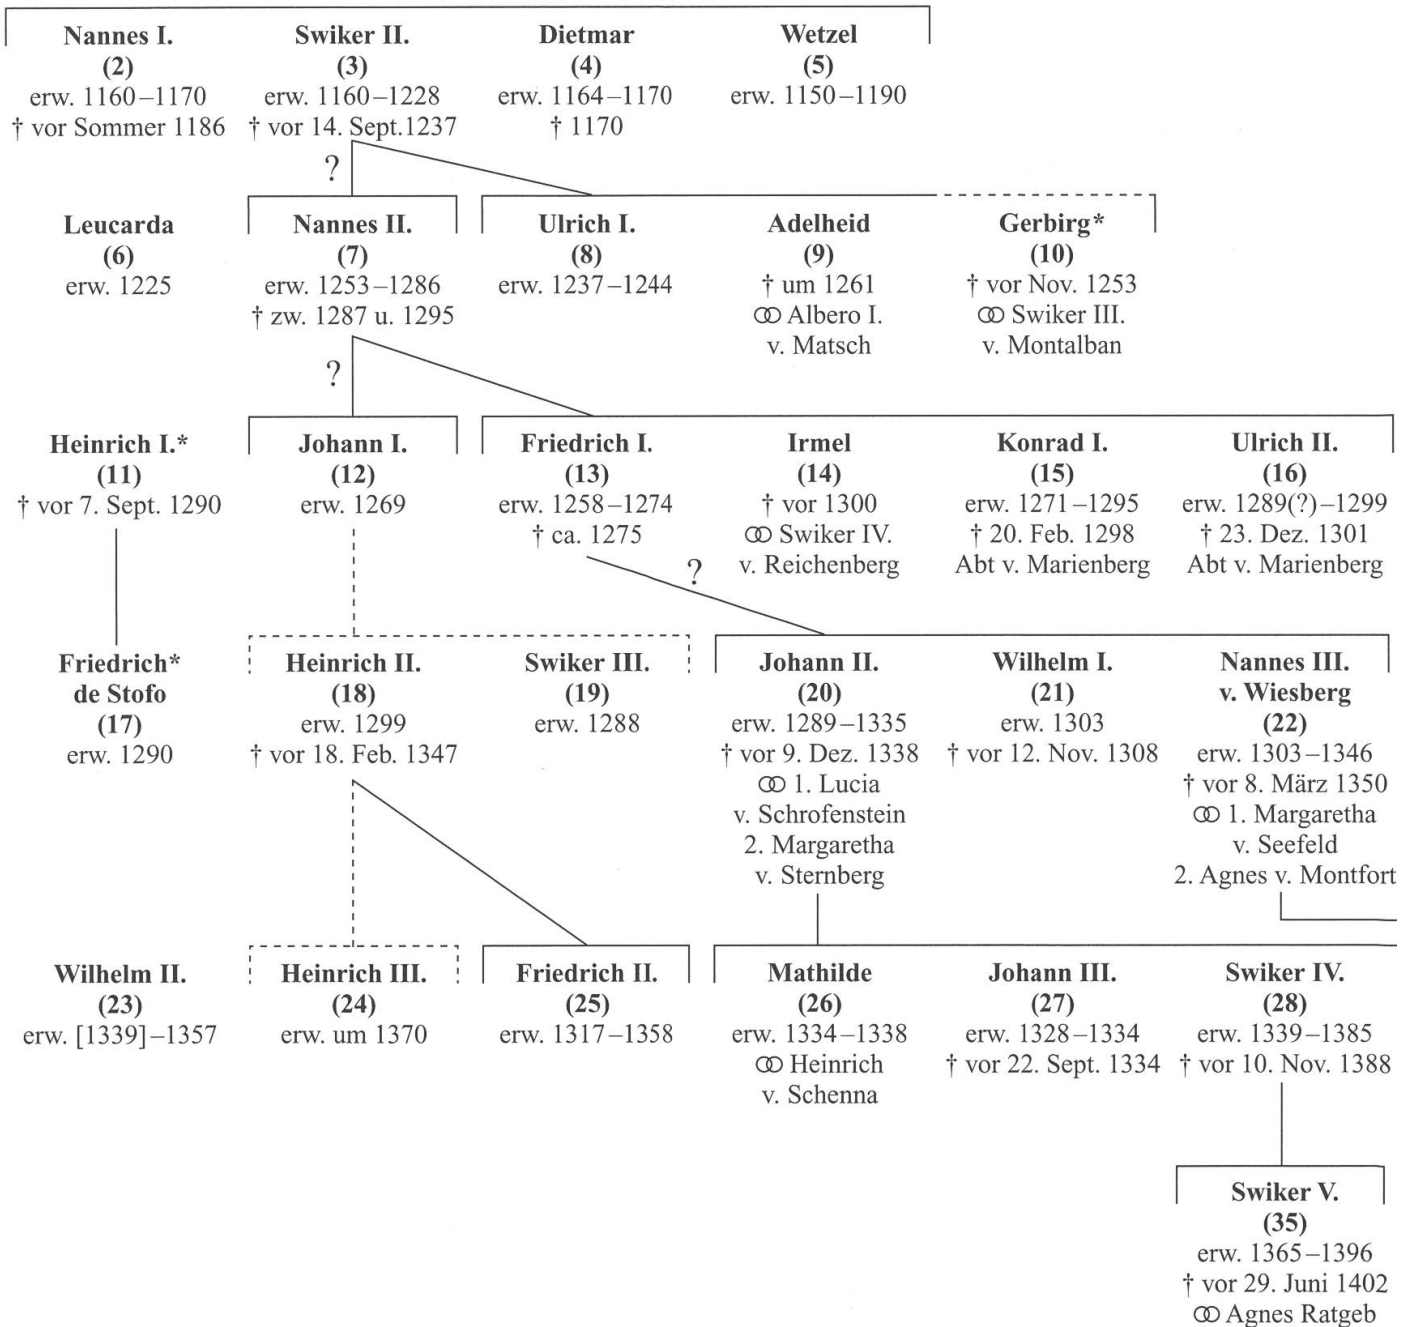 Nannes I.
(2)
erw. 1160–1170
† vor Sommer 1186
Swiker II.
(3)
erw. 1160–1228
† vor 14. Sept.1237
Dietmar
(4)
erw. 1164–1170
† 1170
Wetzel
(5)
erw. 1150–1190
?
Leucarda
(6)
erw. 1225
Nannes II.
(7)
erw. 1253–1286
† zw. 1287 u. 1295
Ulrich I.
(8)
erw. 1237–1244
Adelheid
(9)
† um 1261
⚭ Albero I.
v. Matsch
Gerbirg*
(10)
† vor Nov. 1253
⚭ Swiker III.
v. Montalban
?
Heinrich I.*
(11)
† vor 7. Sept. 1290
Johann I.
(12)
erw. 1269
Friedrich I.
(13)
erw. 1258–1274
† ca. 1275
Irmel
(14)
† vor 1300
⚭ Swiker IV.
v. Reichenberg
Konrad I.
(15)
erw. 1271–1295
† 20. Feb. 1298
Abt v. Marienberg
Ulrich II.
(16)
erw. 1289(?)–1299
† 23. Dez. 1301
Abt v. Marienberg
?
Friedrich*
de Stofo
(17)
erw. 1290
Heinrich II.
(18)
erw. 1299
† vor 18. Feb. 1347
Swiker III.
(19)
erw. 1288
Johann II.
(20)
erw. 1289–1335
† vor 9. Dez. 1338
⚭ 1. Lucia
v. Schrofenstein
2. Margaretha
v. Sternberg
Wilhelm I.
(21)
erw. 1303
† vor 12. Nov. 1308
Nannes III.
v. Wiesberg
(22)
erw. 1303–1346
† vor 8. März 1350
⚭ 1. Margaretha
v. Seefeld
2. Agnes v. Montfort
Wilhelm II.
(23)
erw. [1339]–1357
Heinrich III.
(24)
erw. um 1370
Friedrich II.
(25)
erw. 1317–1358
Mathilde
(26)
erw. 1334–1338
⚭ Heinrich
v. Schenna
Johann III.
(27)
erw. 1328–1334
† vor 22. Sept. 1334
Swiker IV.
(28)
erw. 1339–1385
† vor 10. Nov. 1388
Swiker V.
(35)
erw. 1365–1396
† vor 29. Juni 1402
⚭ Agnes Ratgeb